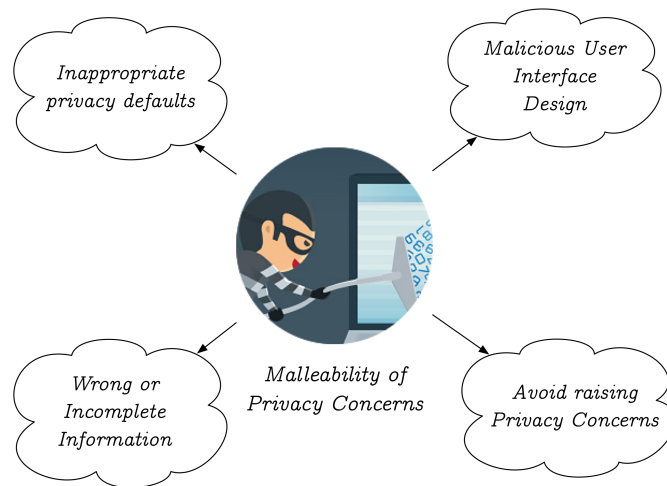 Inappropriate
privacy defaults
Malicious User
Interface
Design
Wrong or
Incomplete
Information
Malleability of
Privacy Concerns
Avoid raising
Privacy Concerns